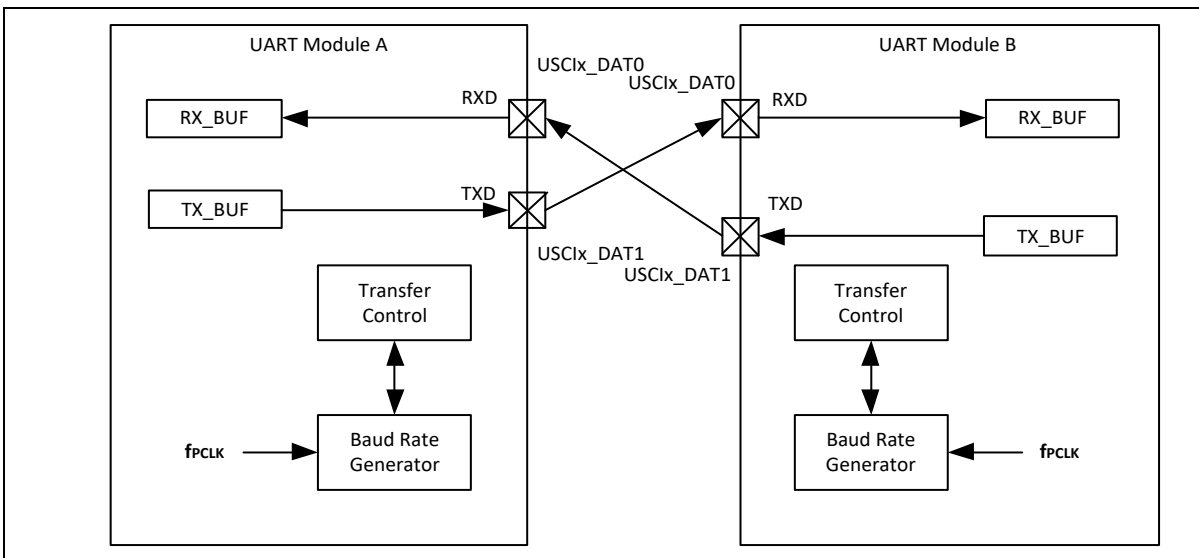 UART Module A
UART Module B
USCIx_DAT0
USCIx_DAT0
RXD
RXD
RX_BUF
RX_BUF
TXD
TXD
TX_BUF
TX_BUF
USCIx_DAT1
USCIx_DAT1
Transfer
Control
Transfer
Control
fPCLK
Baud Rate
Generator
Baud Rate
Generator
fPCLK